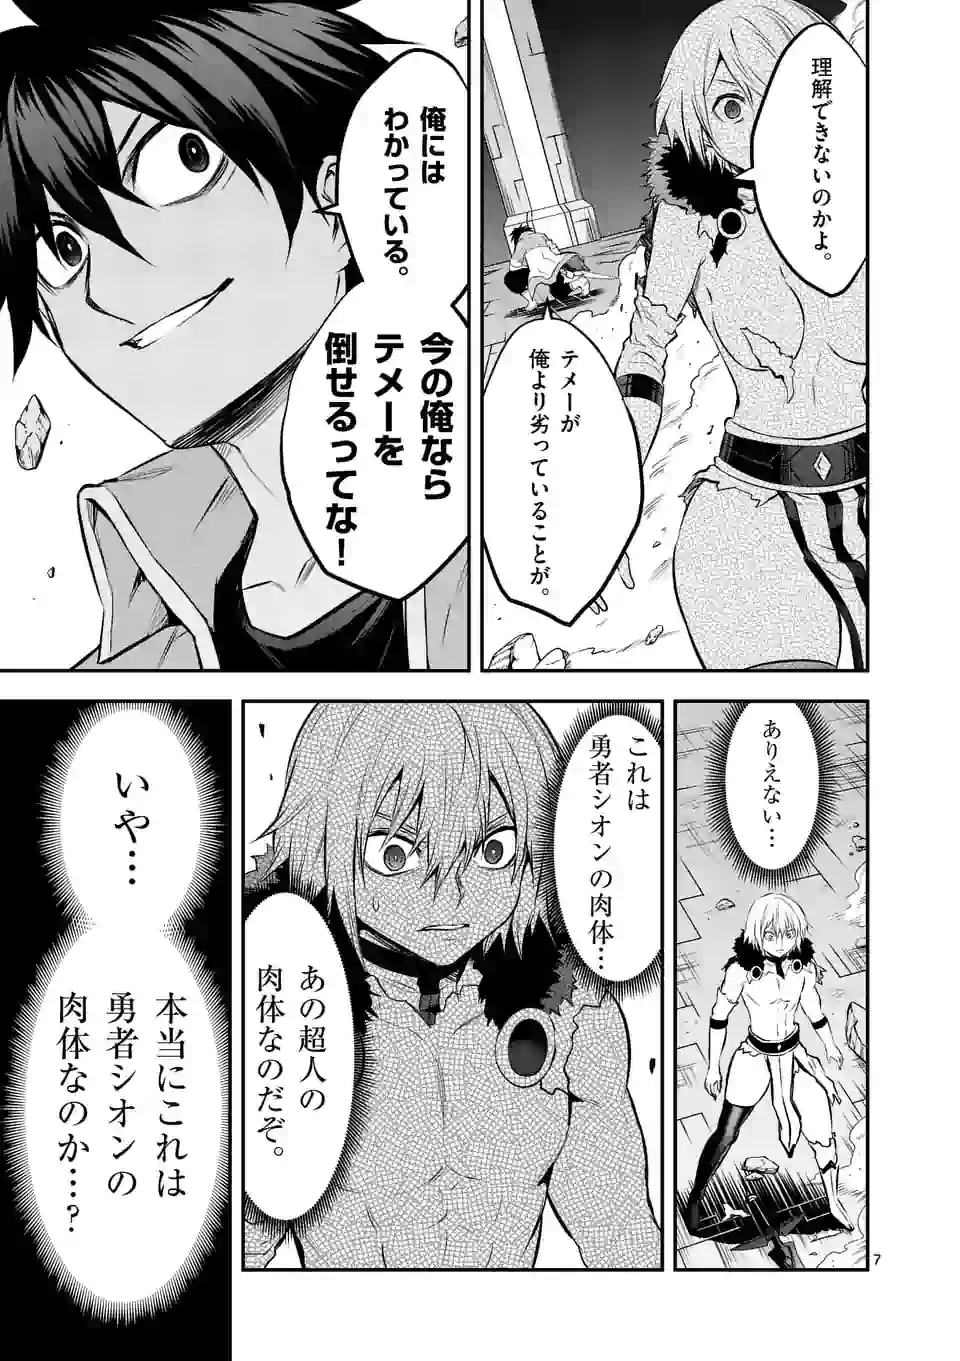 理解できないのかよ。
テメーが
俺より劣っていることが。
俺には
わかっている。
今の俺なら
テメーを
倒せるってな！
ありえない…
これは
勇者シオンの肉体…
あの超人の
肉体なのだぞ。
いや…
本当にこれは
勇者シオンの
肉体なのか…？
7